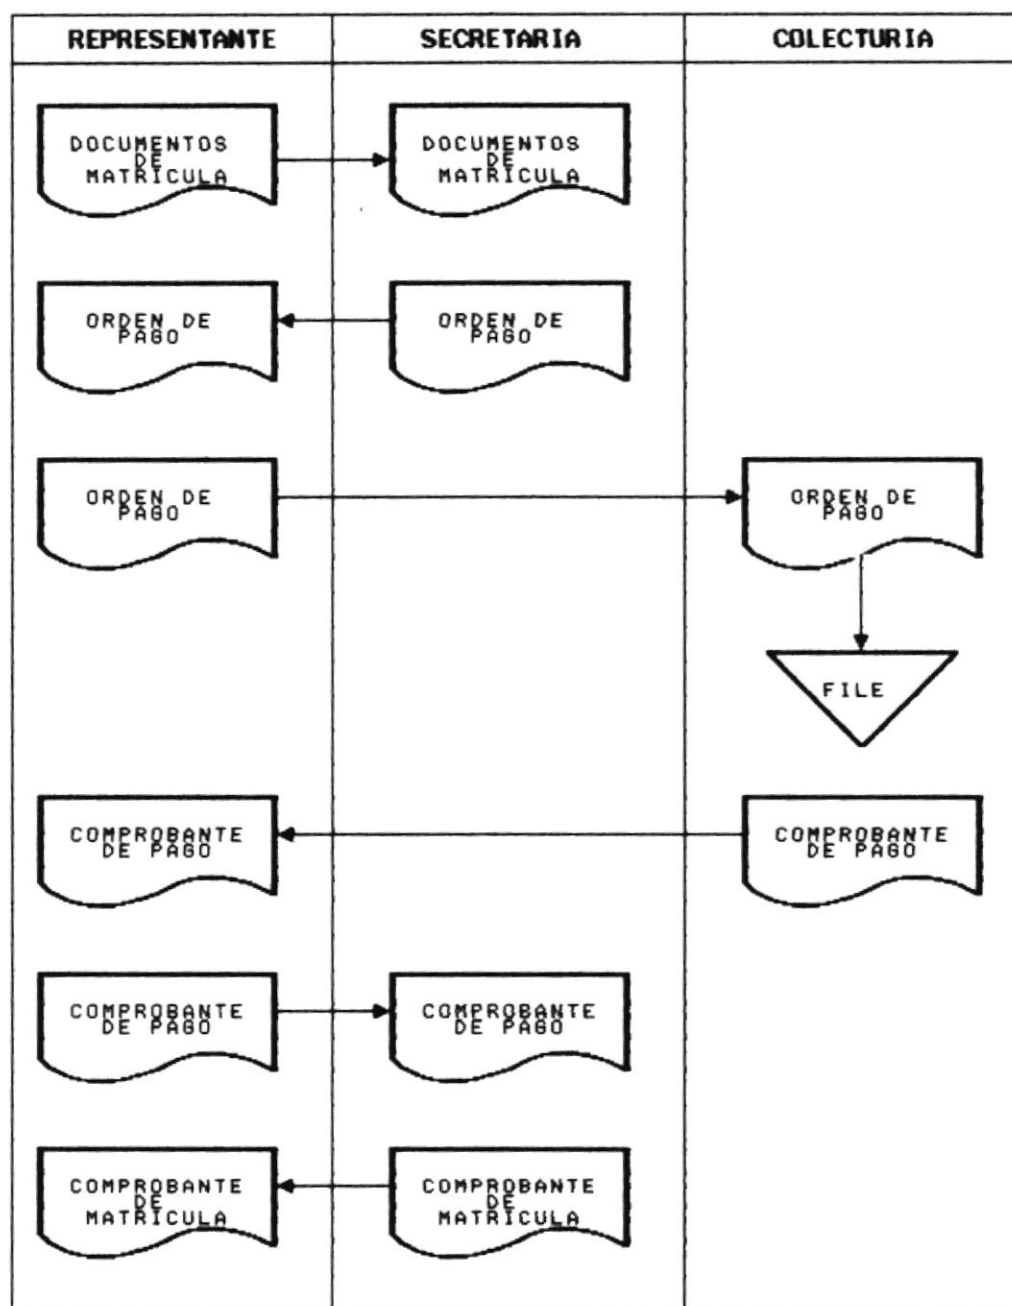 REPRESENTANTE
SECRETARIA
COLECTURIA
DOCUMENTOS
DE
MATRICULA
DOCUMENTOS
DE
MATRICULA
ORDEN DE
PAGO
ORDEN DE
PAGO
ORDEN DE
PAGO
ORDEN DE
PAGO
FILE
COMPROBANTE
DE PAGO
COMPROBANTE
DE PAGO
COMPROBANTE
DE PAGO
COMPROBANTE
DE PAGO
COMPROBANTE
DE
MATRICULA
COMPROBANTE
DE
MATRICULA